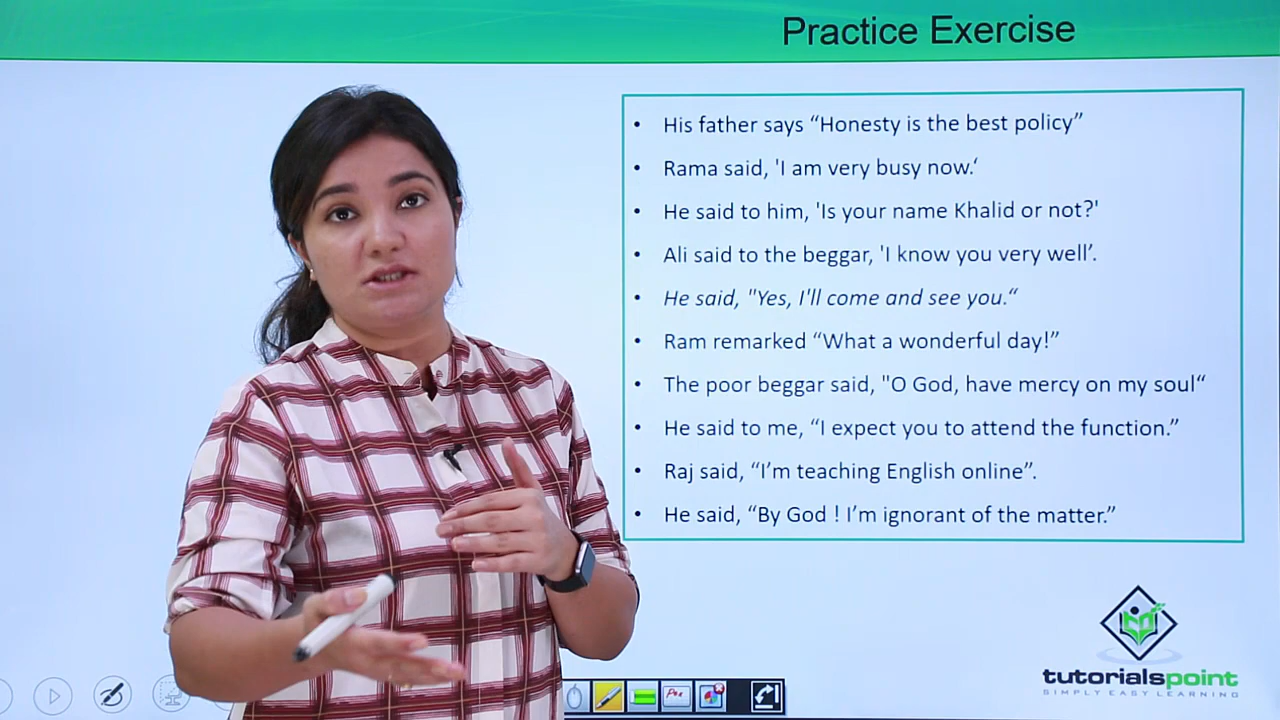 Practice Exercise
• His father says “Honesty is the best policy”
• Rama said, 'I am very busy now.‘
• He said to him, 'Is your name Khalid or not?'
• Ali said to the beggar, 'I know you very well’.
• He said, "Yes, I'll come and see you.“
• Ram remarked “What a wonderful day!”
• The poor beggar said, "O God, have mercy on my soul“
• He said to me, “I expect you to attend the function.”
• Raj said, “I’m teaching English online”.
• He said, “By God ! I’m ignorant of the matter.”
tutorialspoint
SIMPLY EASY LEARNING
Pen